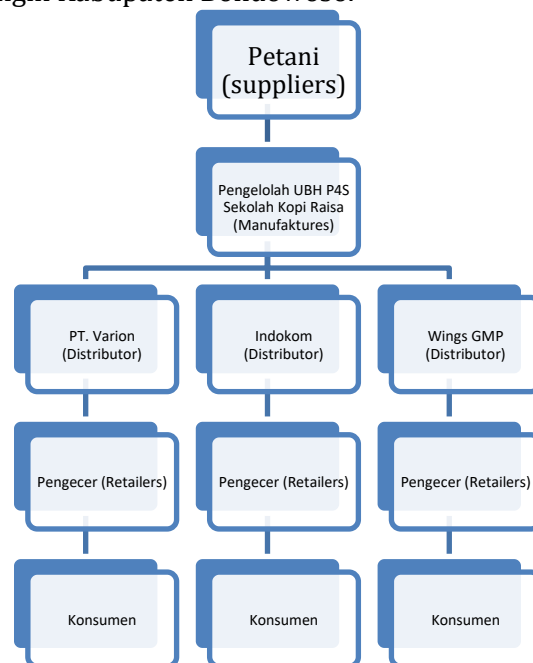 Kabupaten Bondowoso.
Petani
(suppliers)
Pengelolah UBH P4S
Sekolah Kopi Raisa
(Manufaktures)
PT. Varion
(Distributor)
Indokom
(Distributor)
Wings GMP
(Distributor)
Pengecer (Retailers)
Pengecer (Retailers)
Pengecer (Retailers)
Konsumen
Konsumen
Konsumen